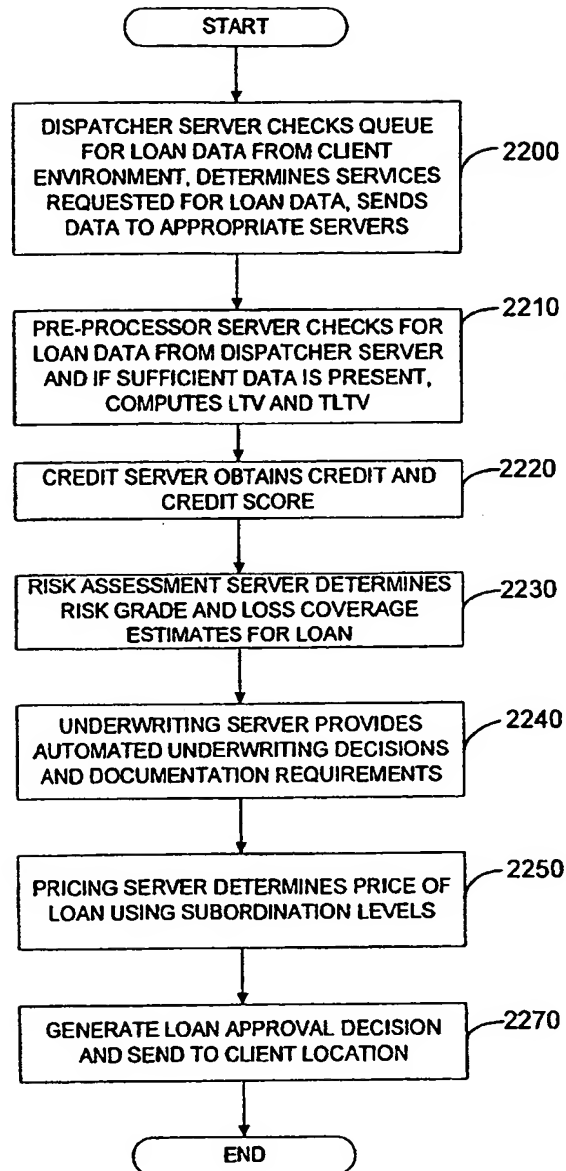 START
DISPATCHER SERVER CHECKS QUEUE
FOR LOAN DATA FROM CLIENT
ENVIRONMENT, DETERMINES SERVICES
REQUESTED FOR LOAN DATA, SENDS
DATA TO APPROPRIATE SERVERS
2200
PRE-PROCESSOR SERVER CHECKS FOR
LOAN DATA FROM DISPATCHER SERVER
AND IF SUFFICIENT DATA IS PRESENT,
COMPUTES LTV AND TLTV
2210
CREDIT SERVER OBTAINS CREDIT AND
CREDIT SCORE
2220
RISK ASSESSMENT SERVER DETERMINES
RISK GRADE AND LOSS COVERAGE
ESTIMATES FOR LOAN
2230
UNDERWRITING SERVER PROVIDES
AUTOMATED UNDERWRITING DECISIONS
AND DOCUMENTATION REQUIREMENTS
2240
PRICING SERVER DETERMINES PRICE OF
LOAN USING SUBORDINATION LEVELS
2250
GENERATE LOAN APPROVAL DECISION
AND SEND TO CLIENT LOCATION
2270
END